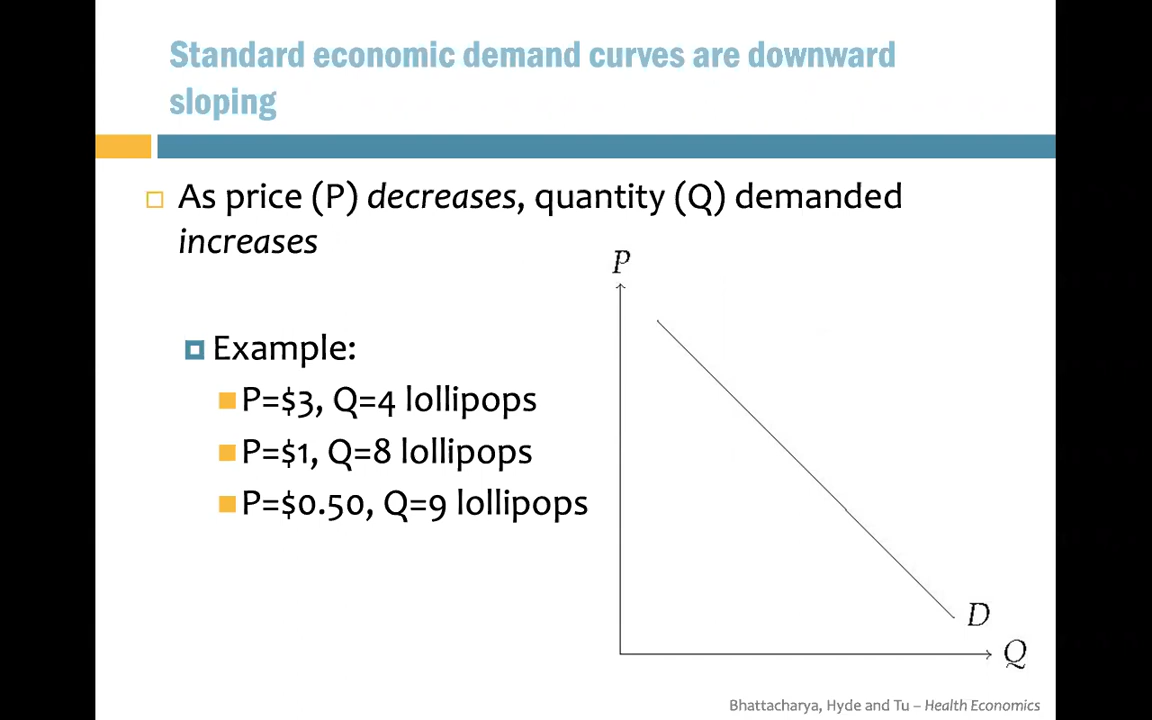 Standard economic demand curves are downward
sloping
As price (P) decreases, quantity (Q) demanded
increases
P
Example:
P=$3, Q=4 lollipops
P=$1, Q=8 lollipops
P=$0.50, Q=9 lollipops
D
Q
Bhattacharya, Hyde and Tu – Health Economics